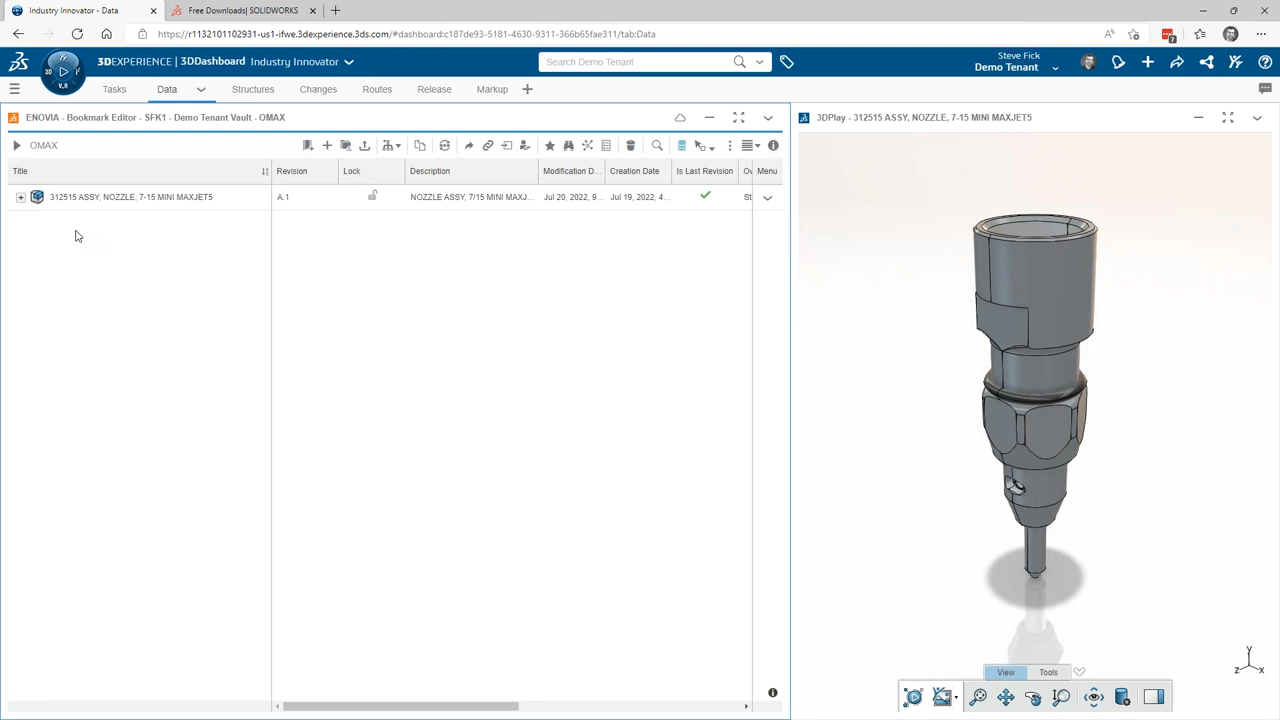 Industry Innovator - Data
Free Downloads| SOLIDWORKS
https://r1132101102931-us1-ifwe.3dexperience.3ds.com/#dashboard:c187de93-5181-4630-9311-366b65fae311/tab:Data
7
3D
V.R
3DEXPERIENCE | 3DDashboard Industry Innovator
Search Demo Tenant
Steve Fick
Demo Tenant
Tasks
Data
Structures
Changes
Routes
Release
Markup
ENOVIA - Bookmark Editor - SFK1 - Demo Tenant Vault - OMAX
OMAX
Title
Revision
Lock
Description
Modification D...
Creation Date
Is Last Revision
Ov
Menu
312515 ASSY, NOZZLE, 7-15 MINI MAXJET5
A.1
NOZZLE ASSY, 7/15 MINI MAXJ...
Jul 20, 2022, 9...
Jul 19, 2022, 4...
St
3DPlay - 312515 ASSY, NOZZLE, 7-15 MINI MAXJET5
y
z
x
View
Tools